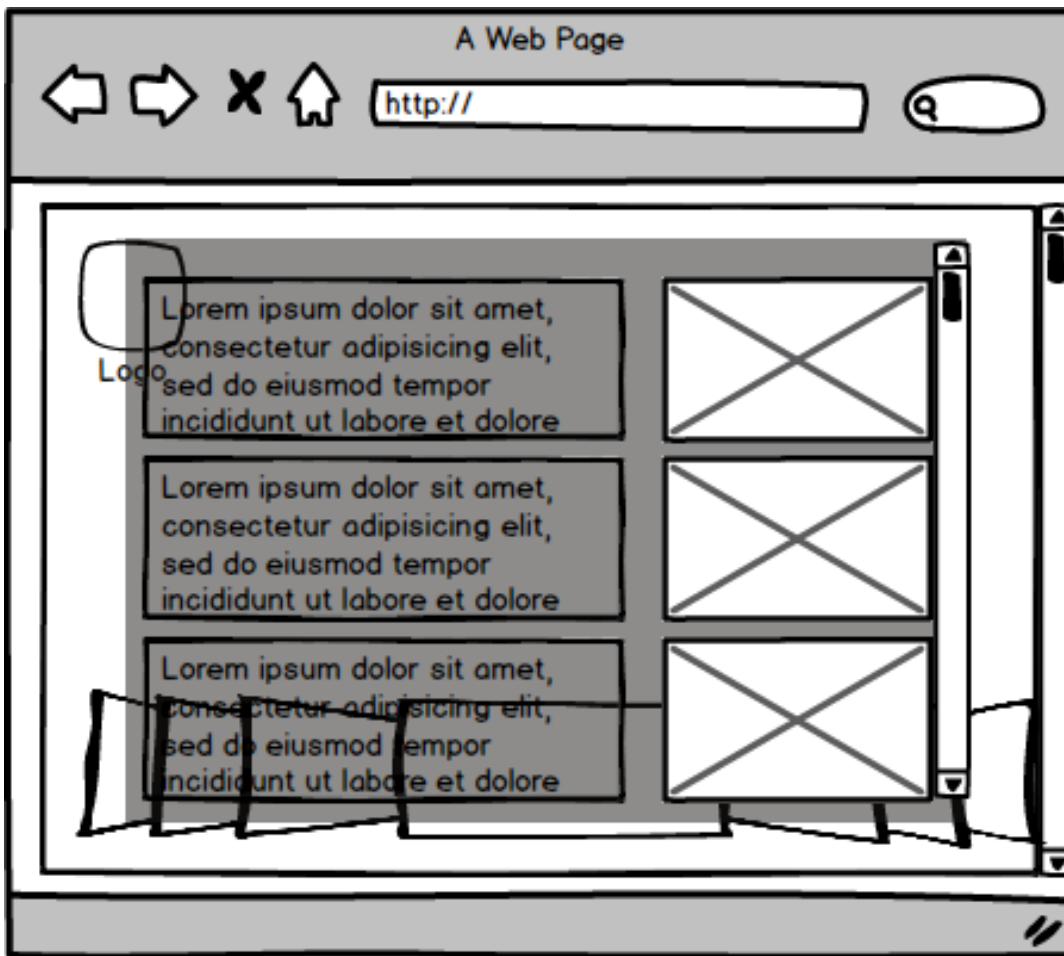 A Web Page
http://
Logo
Lorem ipsum dolor sit amet,
consectetur adipisicing elit,
sed do eiusmod tempor
incididunt ut labore et dolore
Lorem ipsum dolor sit amet,
consectetur adipisicing elit,
sed do eiusmod tempor
incididunt ut labore et dolore
Lorem ipsum dolor sit amet,
consectetur adipisicing elit,
sed do eiusmod tempor
incididunt ut labore et dolore